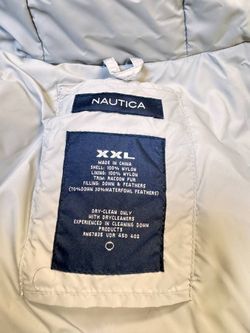 NAUTICA
XXL
MADE IN CHINA
SHELL: 100% NYLON
LINING: 100% NYLON
TRIM: RACOON FUR
FILLING: DOWN & FEATHERS
(70%DOWN 30%WATERFOWL FEATHERS)
DRY-CLEAN ONLY
WITH DRYCLEANERS
EXPERIENCED IN CLEANING DOWN
PRODUCTS